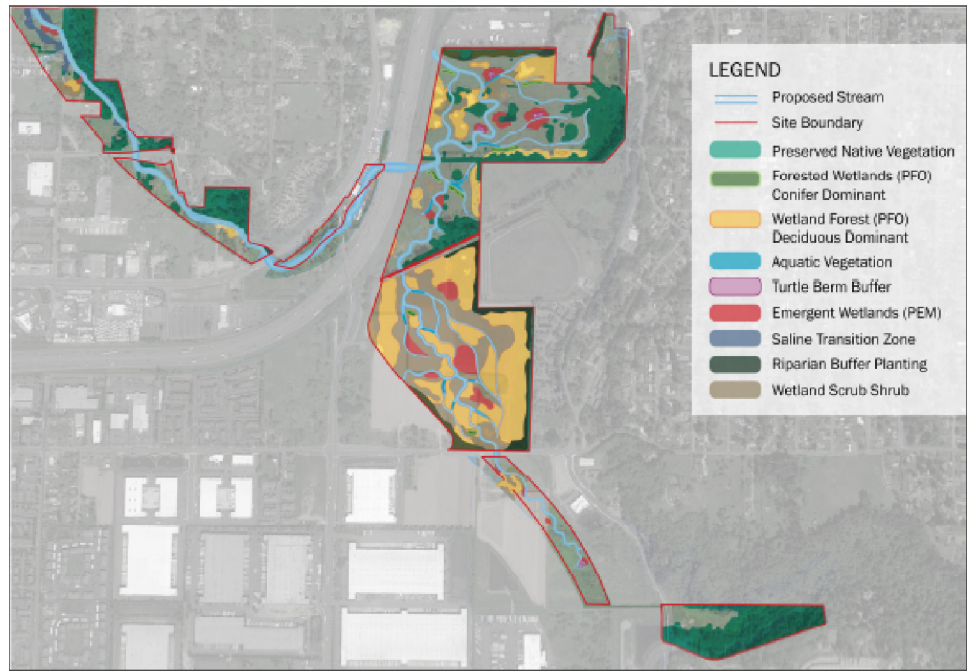 LEGEND
Proposed Stream
Site Boundary
Preserved Native Vegetation
Forested Wetlands (PFO)
Conifer Dominant
Wetland Forest (PFO)
Deciduous Dominant
Aquatic Vegetation
Turtle Berm Buffer
Emergent Wetlands (PEM)
Saline Transition Zone
Riparian Buffer Planting
Wetland Scrub Shrub